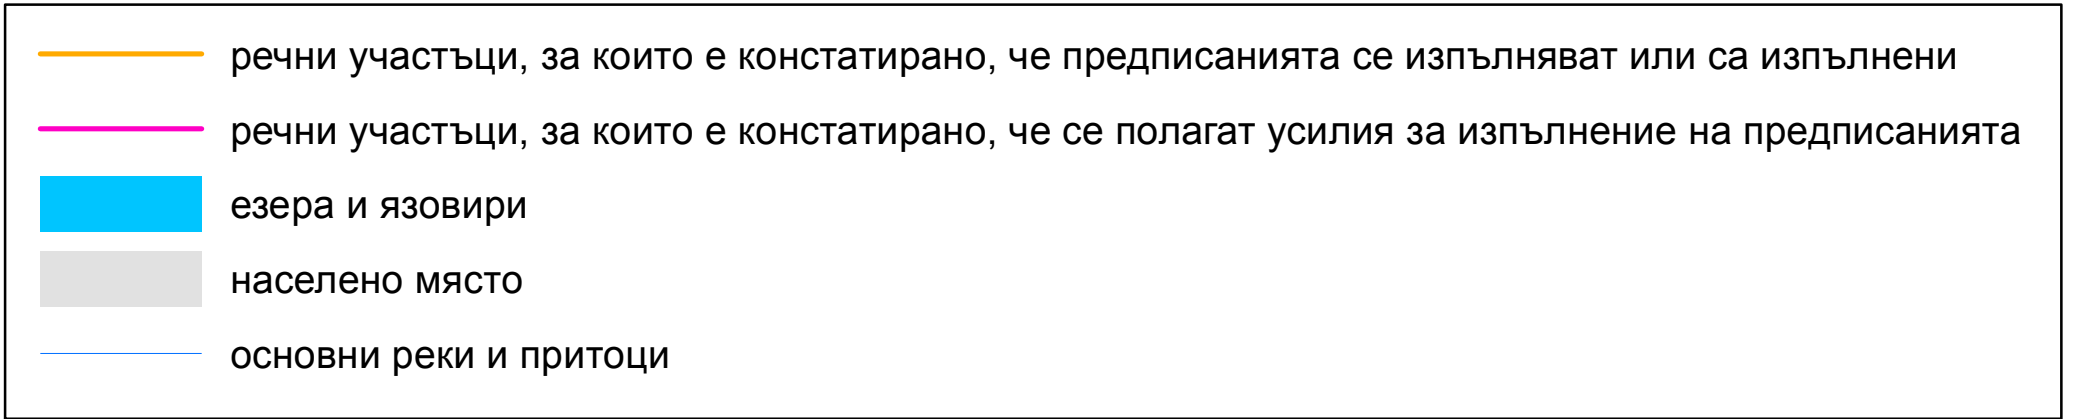 речни участъци, за които е констатирано, че предписанията се изпълняват или са изпълнени
речни участъци, за които е констатирано, че се полагат усилия за изпълнение на предписанията
езера и язовири
населено място
основни реки и притоци